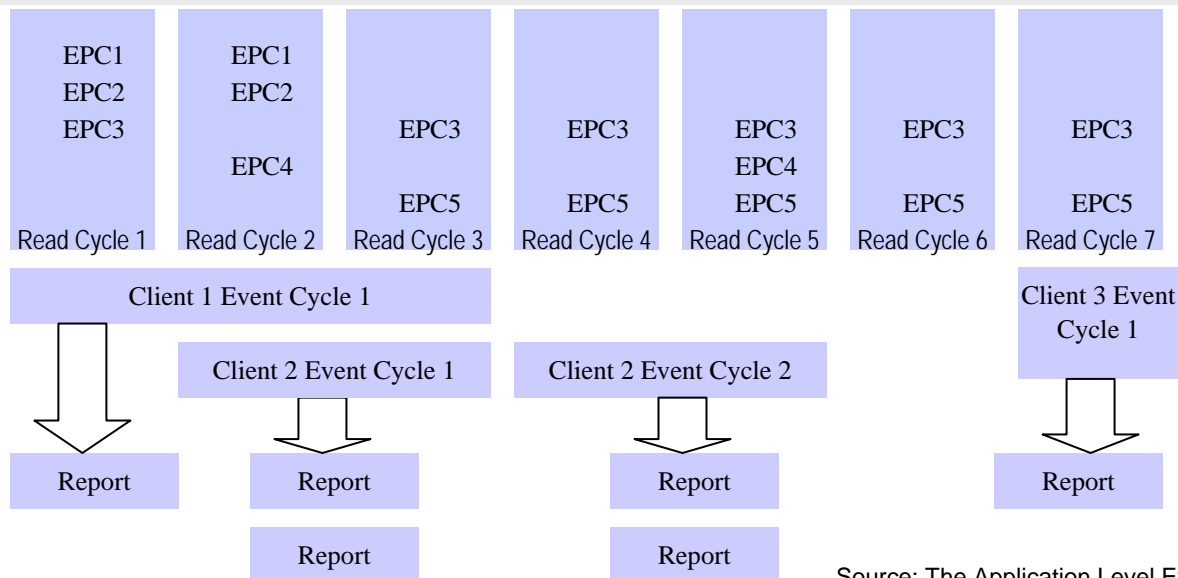 EPC1
EPC2
EPC3
Read Cycle 1
EPC1
EPC2
EPC4
Read Cycle 2
EPC3
EPC5
Read Cycle 3
EPC3
EPC5
Read Cycle 4
EPC3
EPC4
EPC5
Read Cycle 5
EPC3
EPC5
Read Cycle 6
EPC3
EPC5
Read Cycle 7
Client 1 Event Cycle 1
Client 3 Event
Cycle 1
Client 2 Event Cycle 1
Client 2 Event Cycle 2
Report
Report
Report
Report
Report
Report
Source: The Application Level